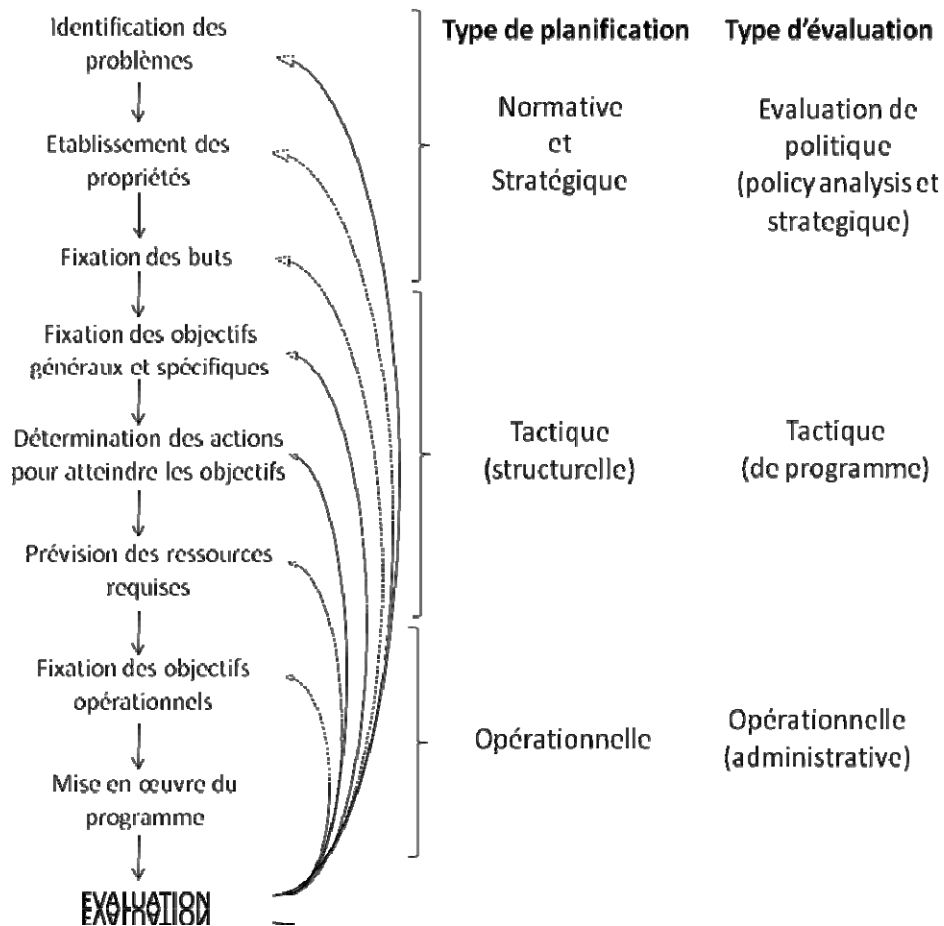 Identification des
problèmes
Etablissement des
propriétés
Fixation des buts
Fixation des objectifs
généraux et spécifiques
Détermination des actions
pour atteindre les objectifs
Prévision des ressources
requises
Fixation des objectifs
opérationnels
Mise en œuvre du
programme
EVALUATION
Type de planification
Normative
et
Stratégique
Tactique
(structurelle)
Opérationnelle
Type d'évaluation
Evaluation de
politique
(policy analysis et
strategique)
Tactique
(de programme)
Opérationnelle
(administrative)